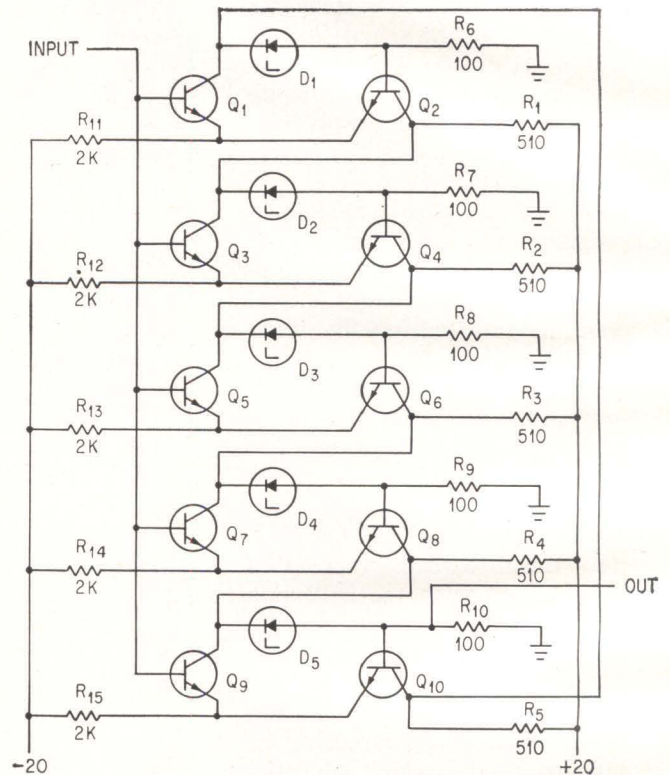 INPUT
R6
100
D1
Q1
Q2
R11
2K
R1
510
R7
100
D2
Q3
Q4
R12
2K
R2
510
R8
100
D3
Q5
Q6
R13
2K
R3
510
R9
100
D4
Q7
Q8
R14
2K
R4
510
OUT
R10
100
D5
Q9
Q10
R15
2K
R5
510
-20
+20